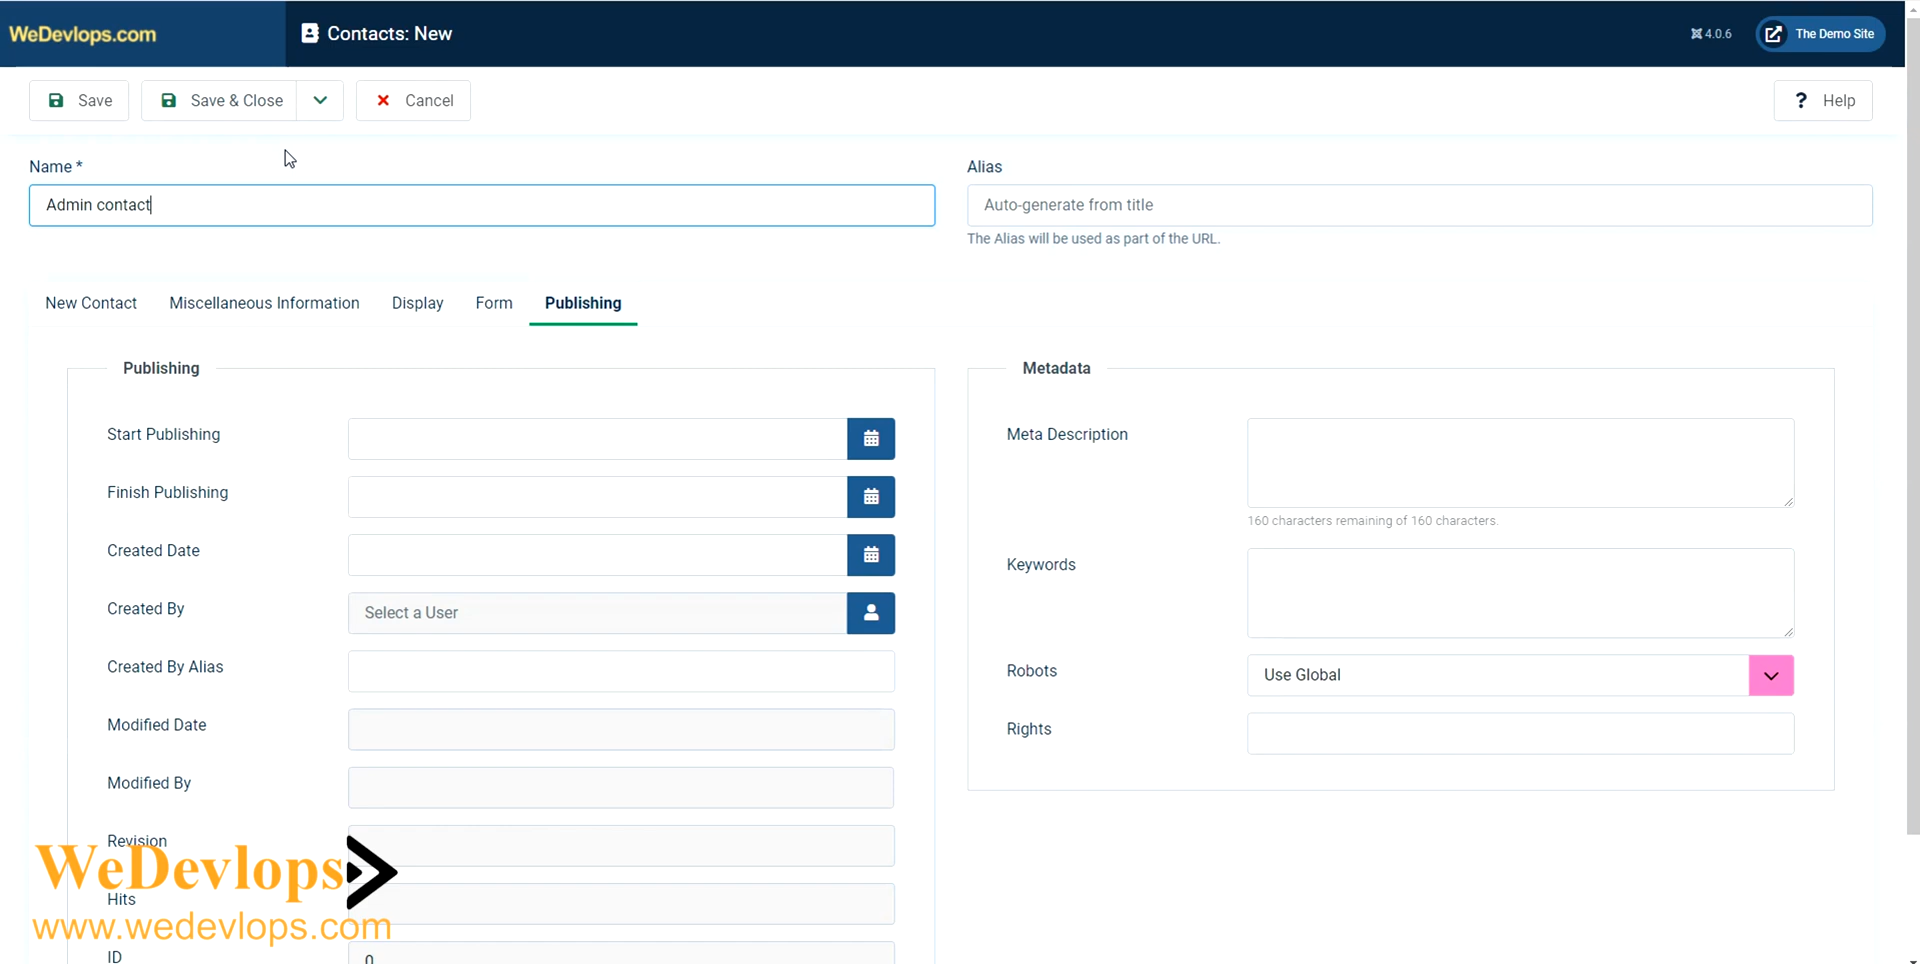 WeDevlops.com
Contacts: New
4.0.6
The Demo Site
Save
Save & Close
Cancel
? Help
Name *
Admin contact
Alias
Auto-generate from title
The Alias will be used as part of the URL.
New Contact
Miscellaneous Information
Display
Form
Publishing
Publishing
Start Publishing
Finish Publishing
Created Date
Created By
Select a User
Created By Alias
Modified Date
Modified By
Revision
Hits
ID
0
Metadata
Meta Description
160 characters remaining of 160 characters.
Keywords
Robots
Use Global
Rights
WeDevlops
www.wedevlops.com